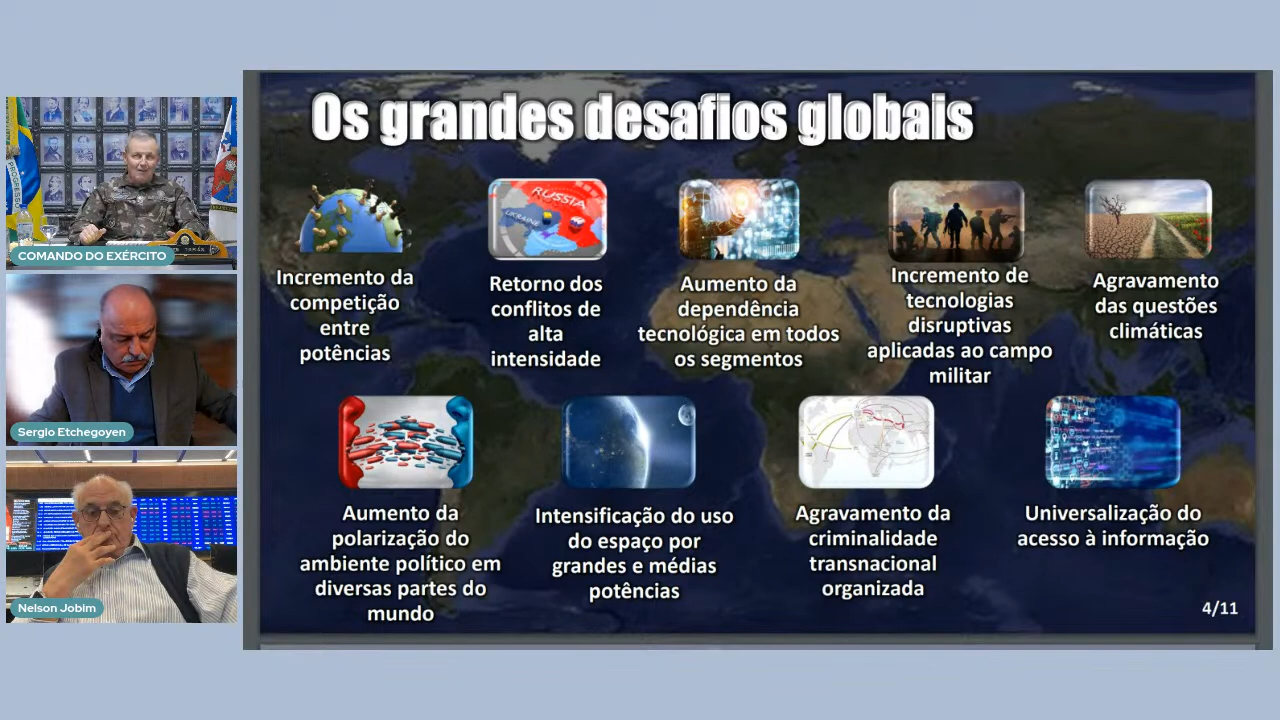 COMANDO DO EXÉRCITO
Sergio Etchegoyen
Nelson Jobim
PROGRESSO
Os grandes desafios globais
Incremento da
competição
entre
potências
RUSSIA
UKRAINE
Retorno dos
conflitos de
alta
intensidade
Aumento da
dependência
tecnológica em todos
os segmentos
Incremento de
tecnologias
disruptivas
aplicadas ao campo
militar
Agravamento
das questões
climáticas
Aumento da
polarização do
ambiente político em
diversas partes do
mundo
Intensificação do uso
do espaço por
grandes e médias
potências
Agravamento da
criminalidade
transnacional
organizada
Universalização do
acesso à informação
4/11